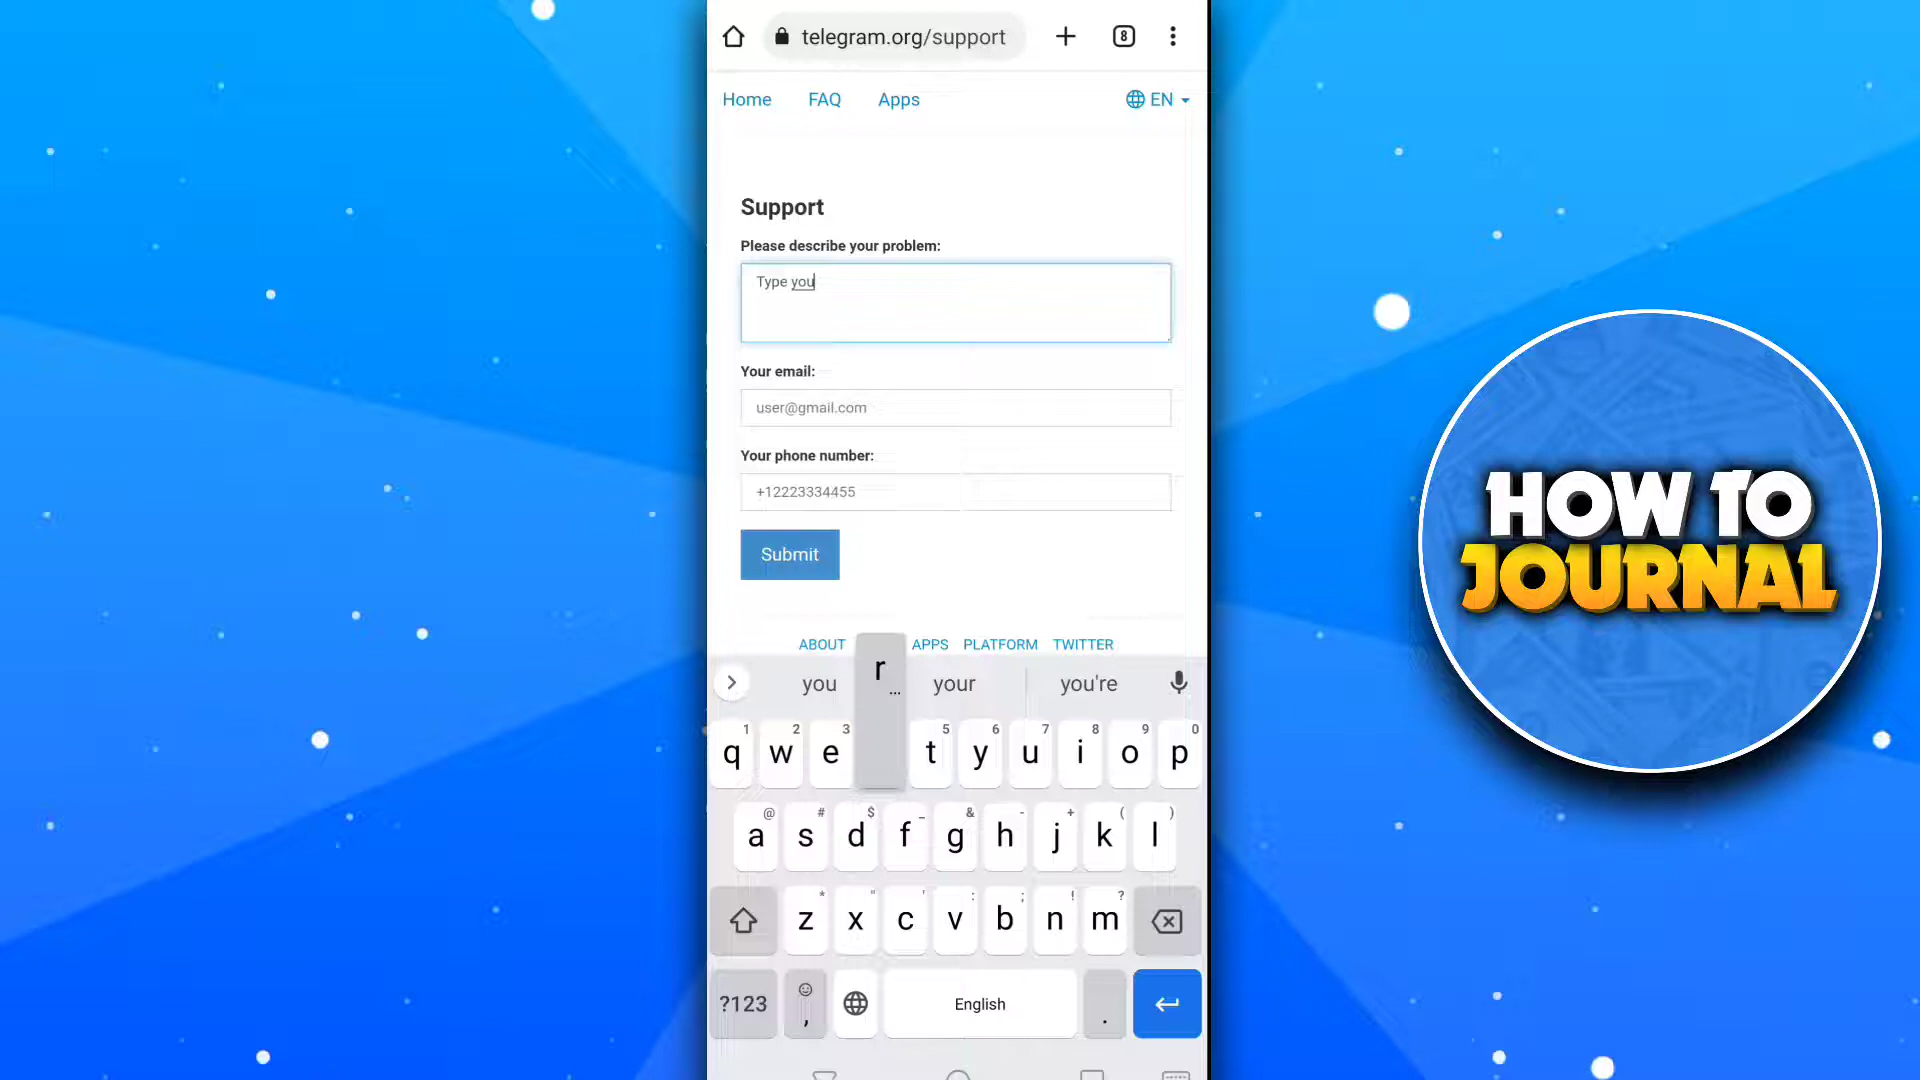 telegram.org/support
8
Home FAQ Apps EN
Support
Please describe your problem:
Type you
Your email:
user@gmail.com
Your phone number:
+12223334455
Submit
ABOUT APPS PLATFORM TWITTER
you r... your you're
1 2 3 5 6 7 8 9 0
q w e t y u i o p
@ # $ _ & - + ( )
a s d f g h j k l
* " ' : ; ! ?
z x c v b n m
?123 , English .
HOW TO
JOURNAL